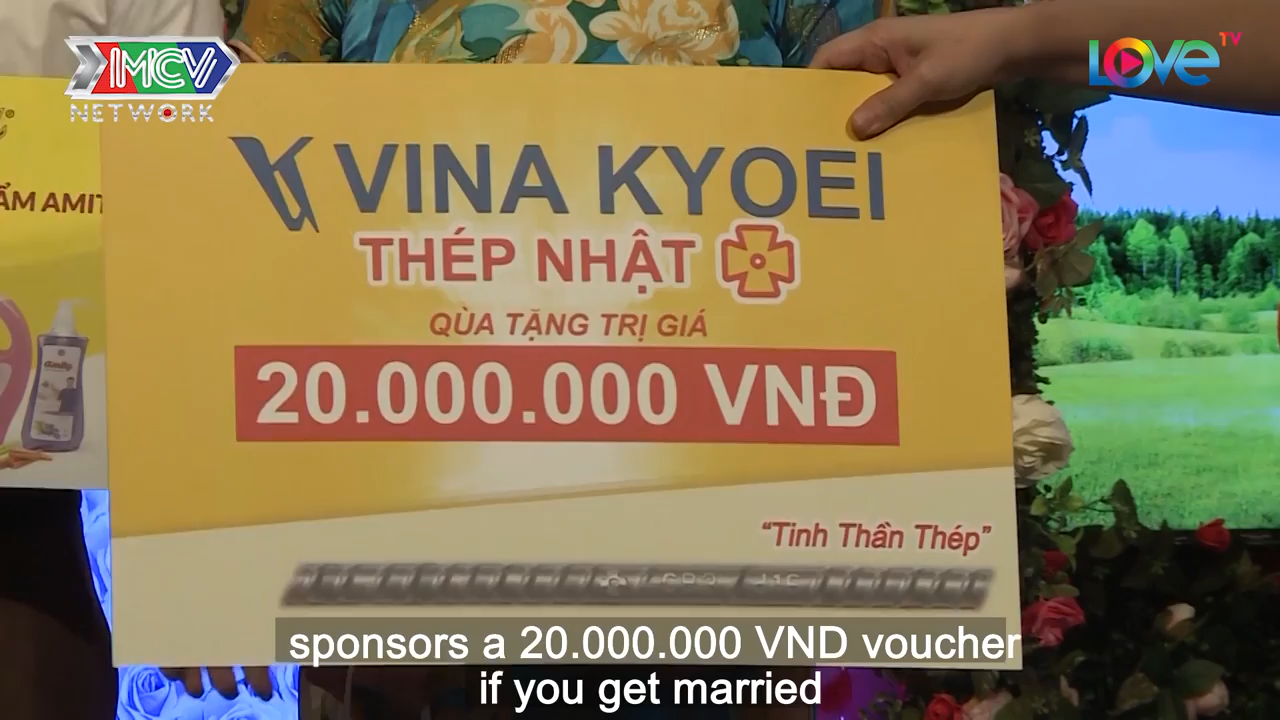 MCV
NETWORK
LOVE TV
ẨM AMIT
VINA KYOEI
THÉP NHẬT
QÙA TẶNG TRỊ GIÁ
20.000.000 VNĐ
“Tinh Thần Thép”
sponsors a 20.000.000 VND voucher
if you get married